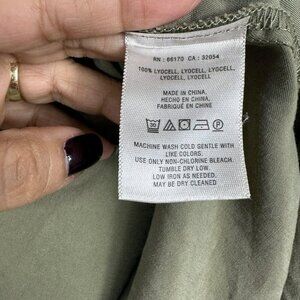 RN : 66170 CA : 32054
100% LYOCELL, LYOCELL,
LYOCELL, LYOCELL
MADE IN CHINA,
HECHO EN CHINA,
FABRIQUÉ EN CHINE
30
MACHINE WASH COLD GENTLE WITH
LIKE COLORS.
USE ONLY NON-CHLORINE BLEACH.
TUMBLE DRY LOW.
LOW IRON AS NEEDED.
MAY BE DRY CLEANED